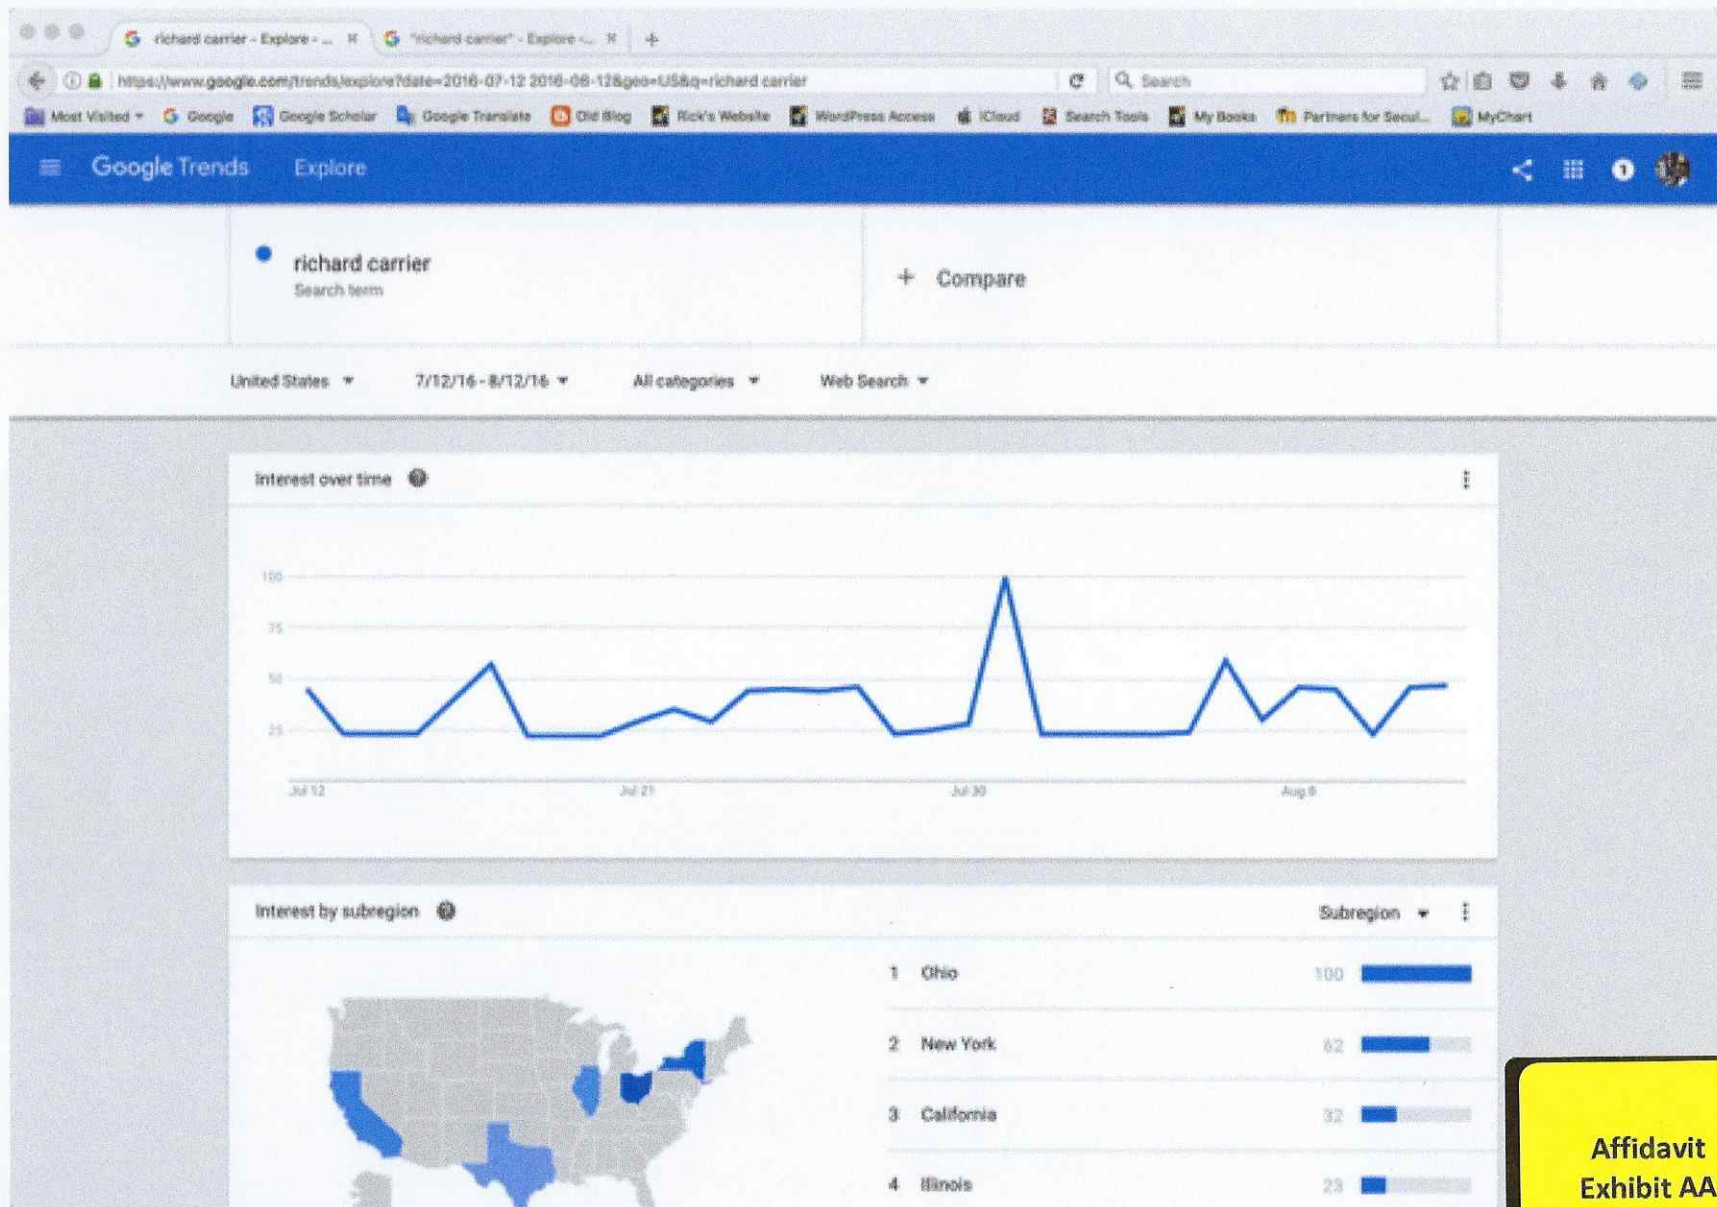 richard carrier - Explore - ... "richard carrier" - Explore -...
https://www.google.com/trends/explore?date=2016-07-12 2016-08-12&geo=US&q=richard carrier Search
Most Visited Google Google Scholar Google Translate Old Blog Rick's Website WordPress Access iCloud Search Tools My Books Partners for Secul... MyChart
Google Trends Explore 1
richard carrier
Search term
+ Compare
United States 7/12/16 - 8/12/16 All categories Web Search
Interest over time ?
100
75
50
25
Jul 12 Jul 21 Jul 30 Aug 8
Interest by subregion ? Subregion
1 Ohio 100
2 New York 62
3 California 32
4 Illinois 23
Affidavit
Exhibit AA